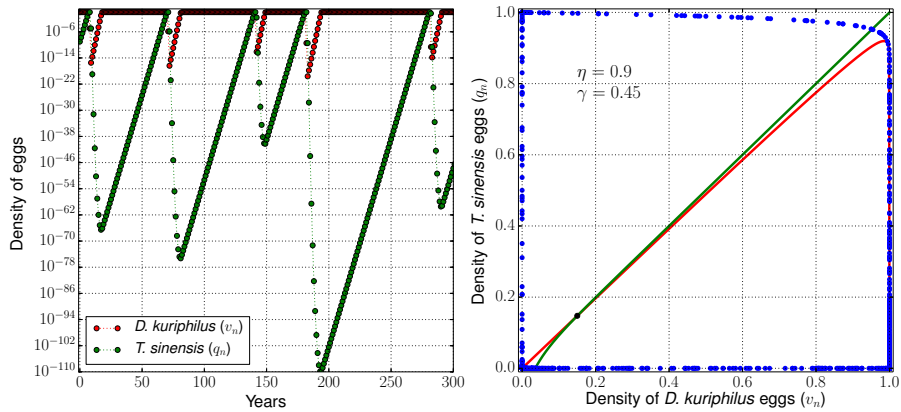 Density of eggs
10^{-6}
10^{-14}
10^{-22}
10^{-30}
10^{-38}
10^{-46}
10^{-54}
10^{-62}
10^{-70}
10^{-78}
10^{-86}
10^{-94}
10^{-102}
10^{-110}
D. kuriphilus (v_n)
T. sinensis (q_n)
0 50 100 150 200 250 300
Years
Density of T. sinensis eggs (q_n)
1.0
0.8
0.6
0.4
0.2
0.0
η = 0.9
γ = 0.45
0.0 0.2 0.4 0.6 0.8 1.0
Density of D. kuriphilus eggs (v_n)